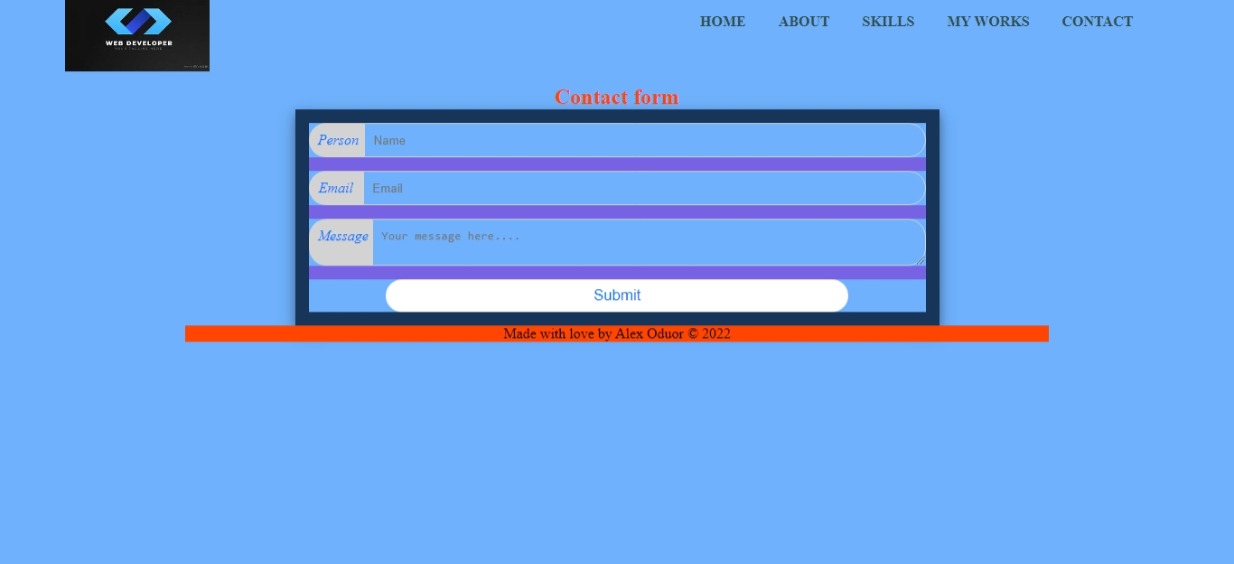 WEB DEVELOPER
HOME ABOUT SKILLS MY WORKS CONTACT
Contact form
Person Name
Email Email
Message Your message here....
Submit
Made with love by Alex Oduor © 2022